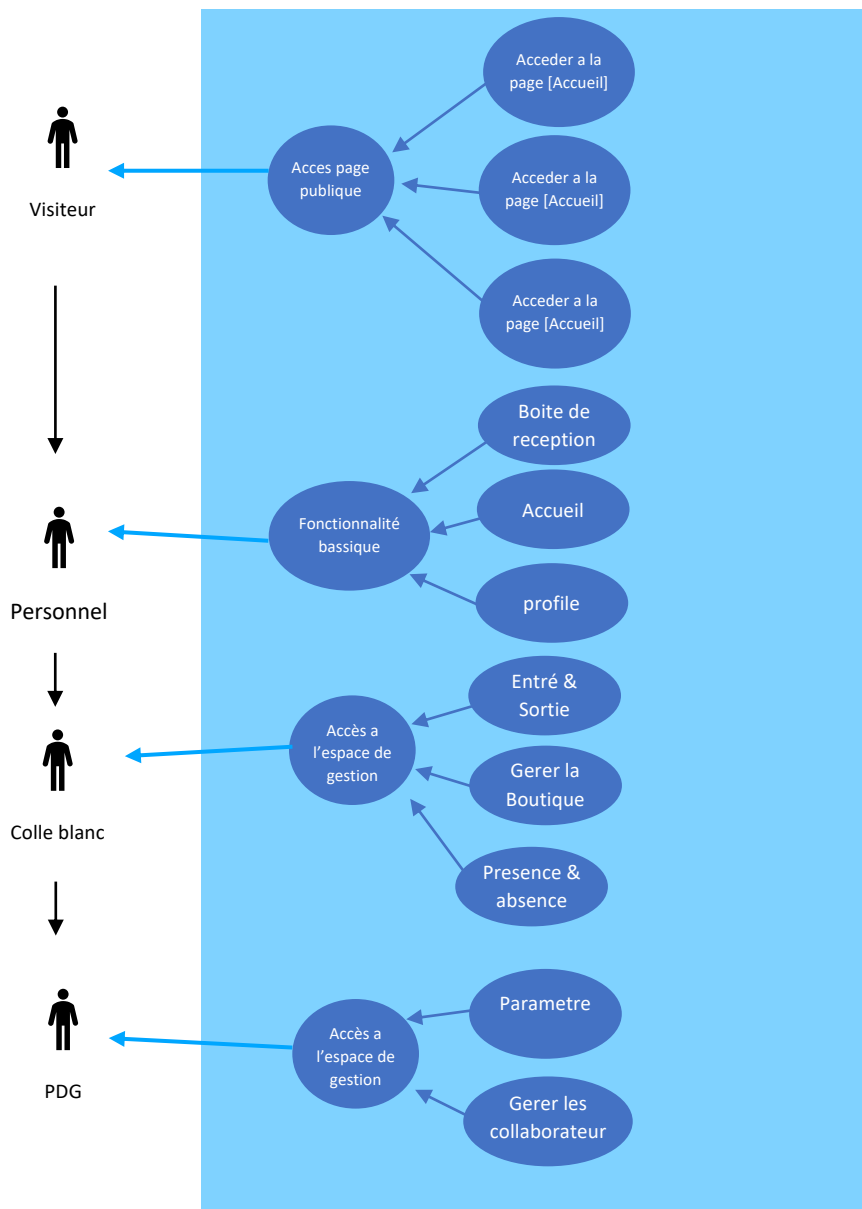 Acceder a la
page [Accueil]
Acces page
publique
Acceder a la
page [Accueil]
Visiteur
Acceder a la
page [Accueil]
Boite de
reception
Fonctionnalité
bassique
Accueil
Personnel
profile
Entré &
Sortie
Accès a
l’espace de
gestion
Gerer la
Boutique
Colle blanc
Presence &
absence
Parametre
Accès a
l’espace de
gestion
PDG
Gerer les
collaborateur